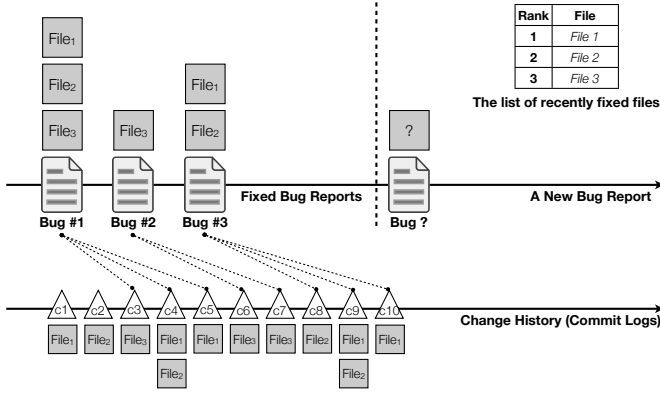 Rank File
1 File 1
2 File 2
3 File 3
The list of recently fixed files
File₁
File₂ File₁
File₃ File₃ File₂ ?
Fixed Bug Reports A New Bug Report
Bug #1 Bug #2 Bug #3 Bug ?
c1 c2 c3 c4 c5 c6 c7 c8 c9 c10
Change History (Commit Logs)
File₁ File₂ File₃ File₁ File₁ File₃ File₃ File₂ File₁ File₁
File₂ File₂